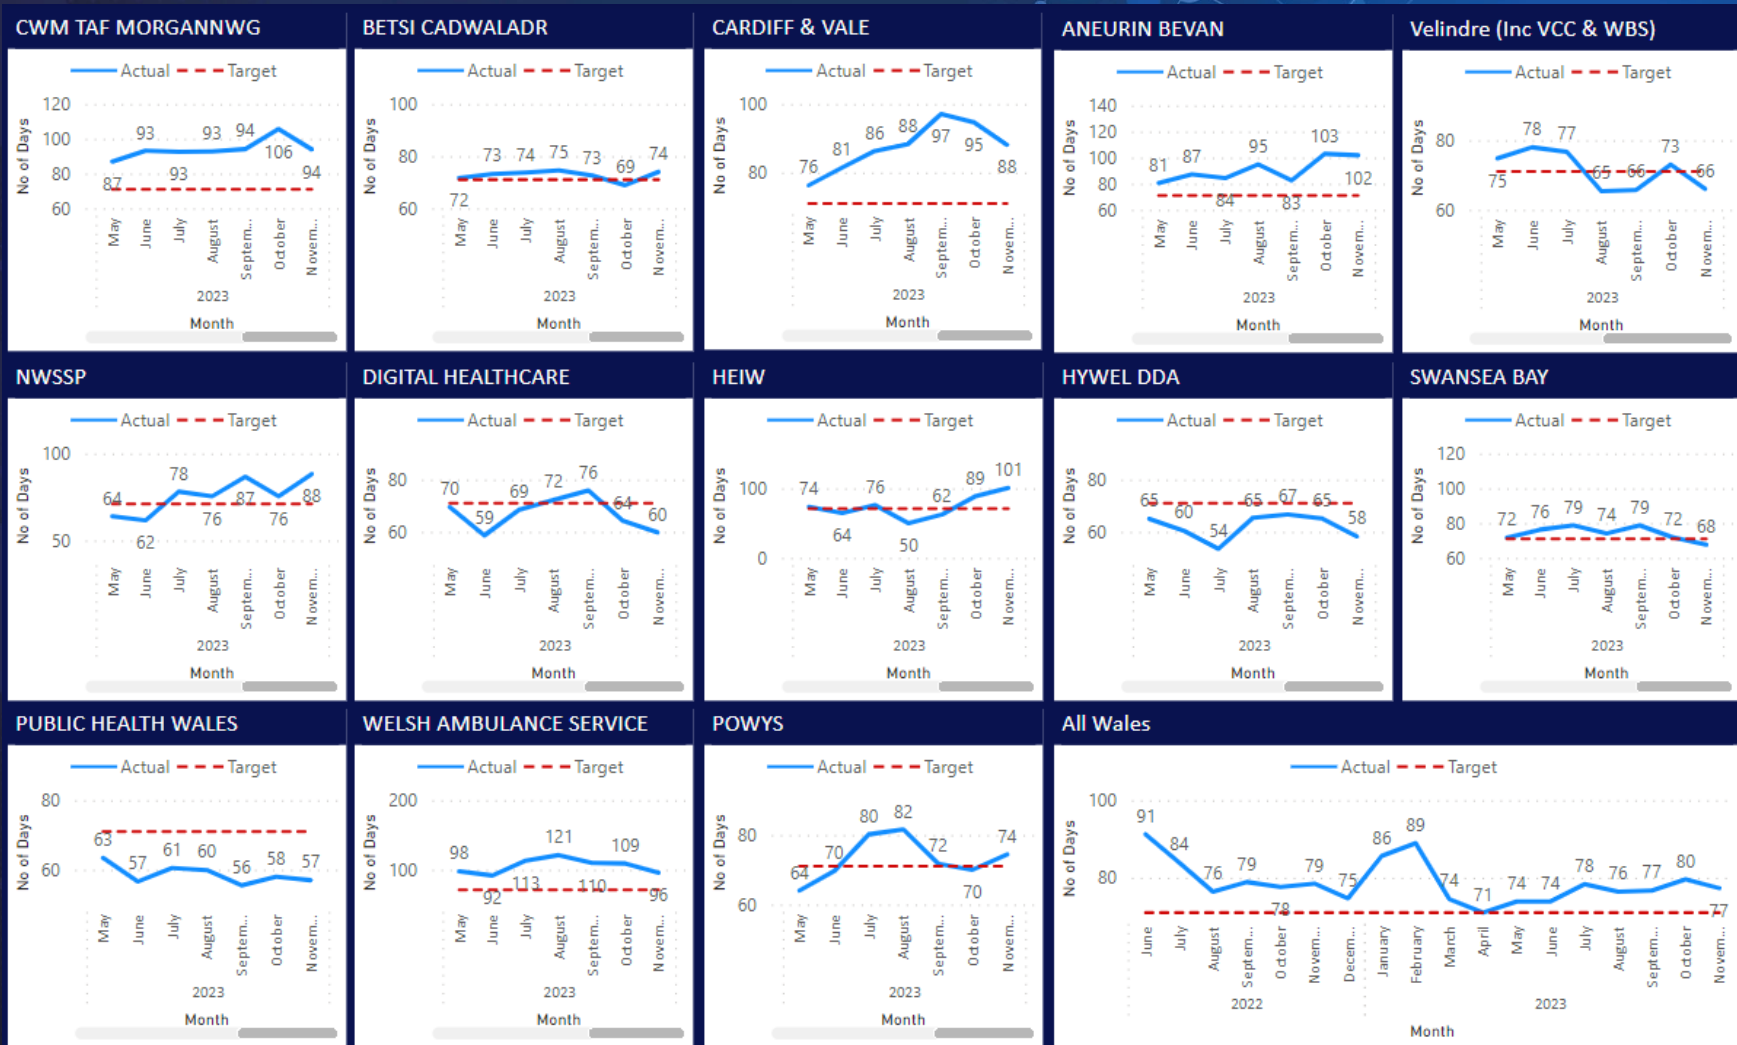 CWM TAF MORGANNWG
Actual Target
No of Days
120
100
80
60
87
93
93
93
94
106
94
May
June
July
August
Septem...
October
Novem...
2023
Month
BETSI CADWALADR
Actual Target
No of Days
100
80
60
72
73
74
75
73
69
74
May
June
July
August
Septem...
October
Novem...
2023
Month
CARDIFF & VALE
Actual Target
No of Days
100
80
76
81
86
88
97
95
88
May
June
July
August
Septem...
October
Novem...
2023
Month
ANEURIN BEVAN
Actual Target
No of Days
140
120
100
80
60
81
87
84
95
83
103
102
May
June
July
August
Septem...
October
Novem...
2023
Month
Velindre (Inc VCC & WBS)
Actual Target
No of Days
80
60
75
78
77
65
66
73
66
May
June
July
August
Septem...
October
Novem...
2023
Month
NWSSP
Actual Target
No of Days
100
50
64
62
78
76
87
76
88
May
June
July
August
Septem...
October
Novem...
2023
Month
DIGITAL HEALTHCARE
Actual Target
No of Days
80
60
70
59
69
72
76
64
60
May
June
July
August
Septem...
October
Novem...
2023
Month
HEIW
Actual Target
No of Days
100
0
74
64
76
50
62
89
101
May
June
July
August
Septem...
October
Novem...
2023
Month
HYWEL DDA
Actual Target
No of Days
80
60
65
60
54
65
67
65
58
May
June
July
August
Septem...
October
Novem...
2023
Month
SWANSEA BAY
Actual Target
No of Days
120
100
80
60
72
76
79
74
79
72
68
May
June
July
August
Septem...
October
Novem...
2023
Month
PUBLIC HEALTH WALES
Actual Target
No of Days
80
60
63
57
61
60
56
58
57
May
June
July
August
Septem...
October
Novem...
2023
Month
WELSH AMBULANCE SERVICE
Actual Target
No of Days
200
100
98
92
113
121
110
109
96
May
June
July
August
Septem...
October
Novem...
2023
Month
POWYS
Actual Target
No of Days
80
60
64
70
80
82
72
70
74
May
June
July
August
Septem...
October
Novem...
2023
Month
All Wales
Actual Target
No of Days
100
80
91
84
76
79
78
79
75
86
89
74
71
74
74
78
76
77
80
77
June
July
August
Septem...
October
Novem...
Decem...
January
February
March
April
May
June
July
August
Septem...
October
Novem...
2022
2023
Month